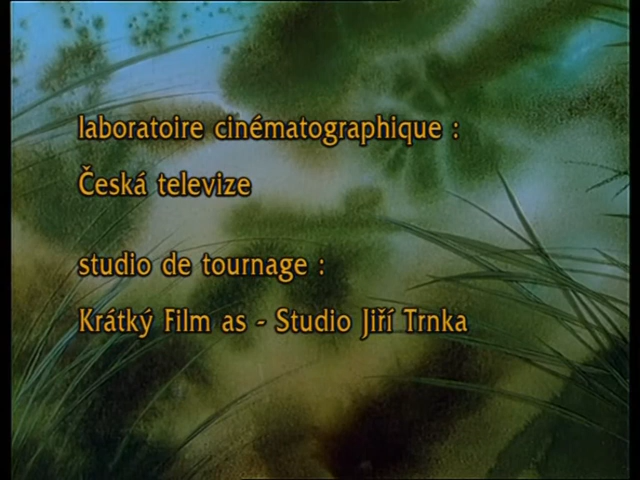 laboratoire cinématographique :
Česká televize
studio de tournage :
Krátký Film as - Studio Jiří Trnka